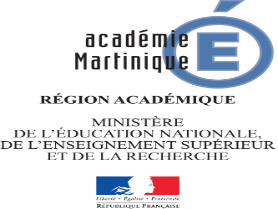 académie
Martinique
É
RÉGION ACADÉMIQUE
MINISTÈRE
DE L'ÉDUCATION NATIONALE,
DE L'ENSEIGNEMENT SUPÉRIEUR
ET DE LA RECHERCHE
Liberté • Égalité • Fraternité
RÉPUBLIQUE FRANÇAISE